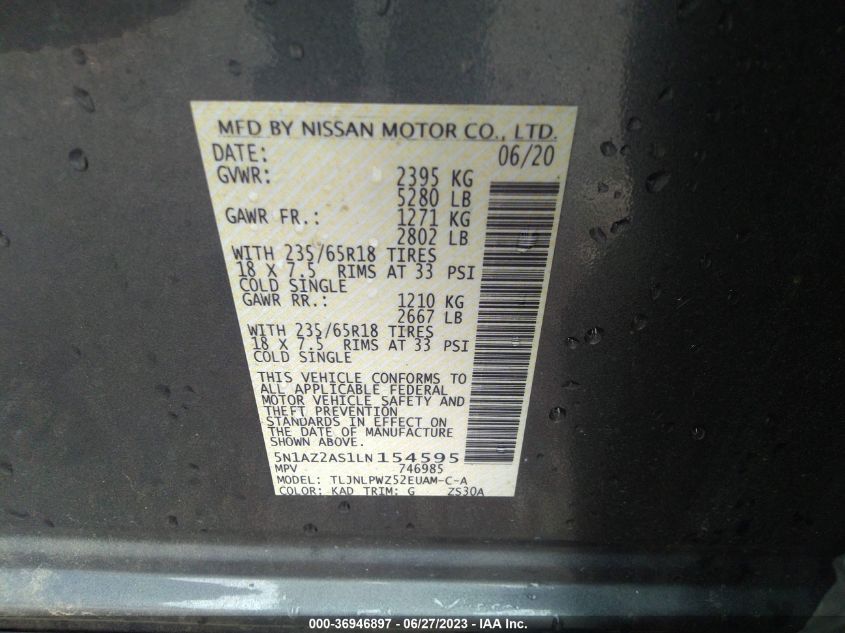 MFD BY NISSAN MOTOR CO., LTD.
DATE: 06/20
GVWR: 2395 KG
5280 LB
GAWR FR.: 1271 KG
2802 LB
WITH 235/65R18 TIRES
18 X 7.5 RIMS AT 33 PSI
COLD SINGLE
GAWR RR.: 1210 KG
2667 LB
WITH 235/65R18 TIRES
18 X 7.5 RIMS AT 33 PSI
COLD SINGLE
THIS VEHICLE CONFORMS TO
ALL APPLICABLE FEDERAL
MOTOR VEHICLE SAFETY AND
THEFT PREVENTION
STANDARDS IN EFFECT ON
THE DATE OF MANUFACTURE
SHOWN ABOVE.
5N1AZ2AS1LN154595
MPV 746985
MODEL: TLJNLPWZ52EUAM-C-A
COLOR: KAD TRIM: G ZS30A
000-36946897 - 06/27/2023 - IAA Inc.